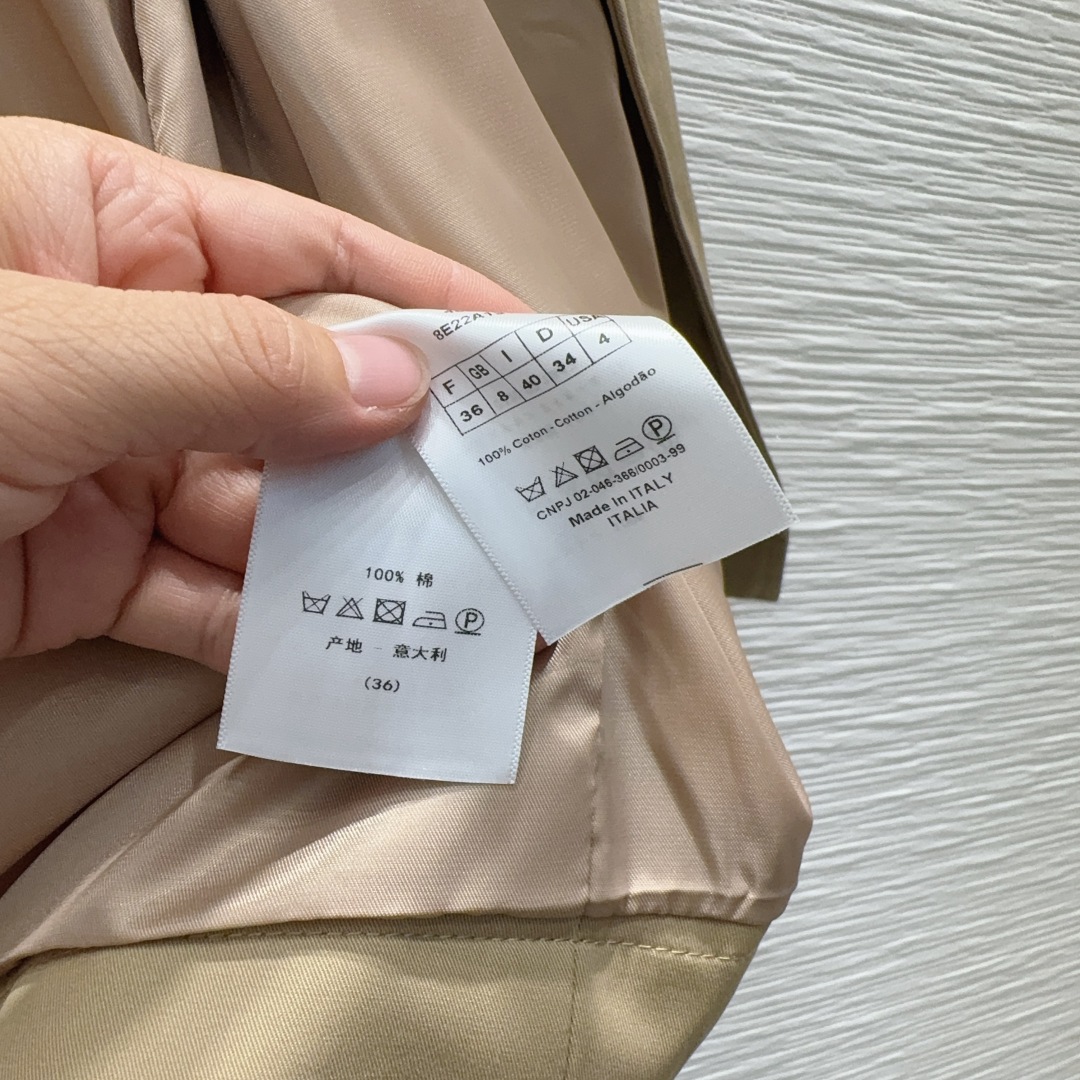 8E22A1
F GB I D USA
36 8 40 34 4
100% Coton - Cotton - Algodão
P
CNPJ 02-046-366/0003-99
Made In ITALY
ITALIA
100% 棉
P
产地 - 意大利
(36)